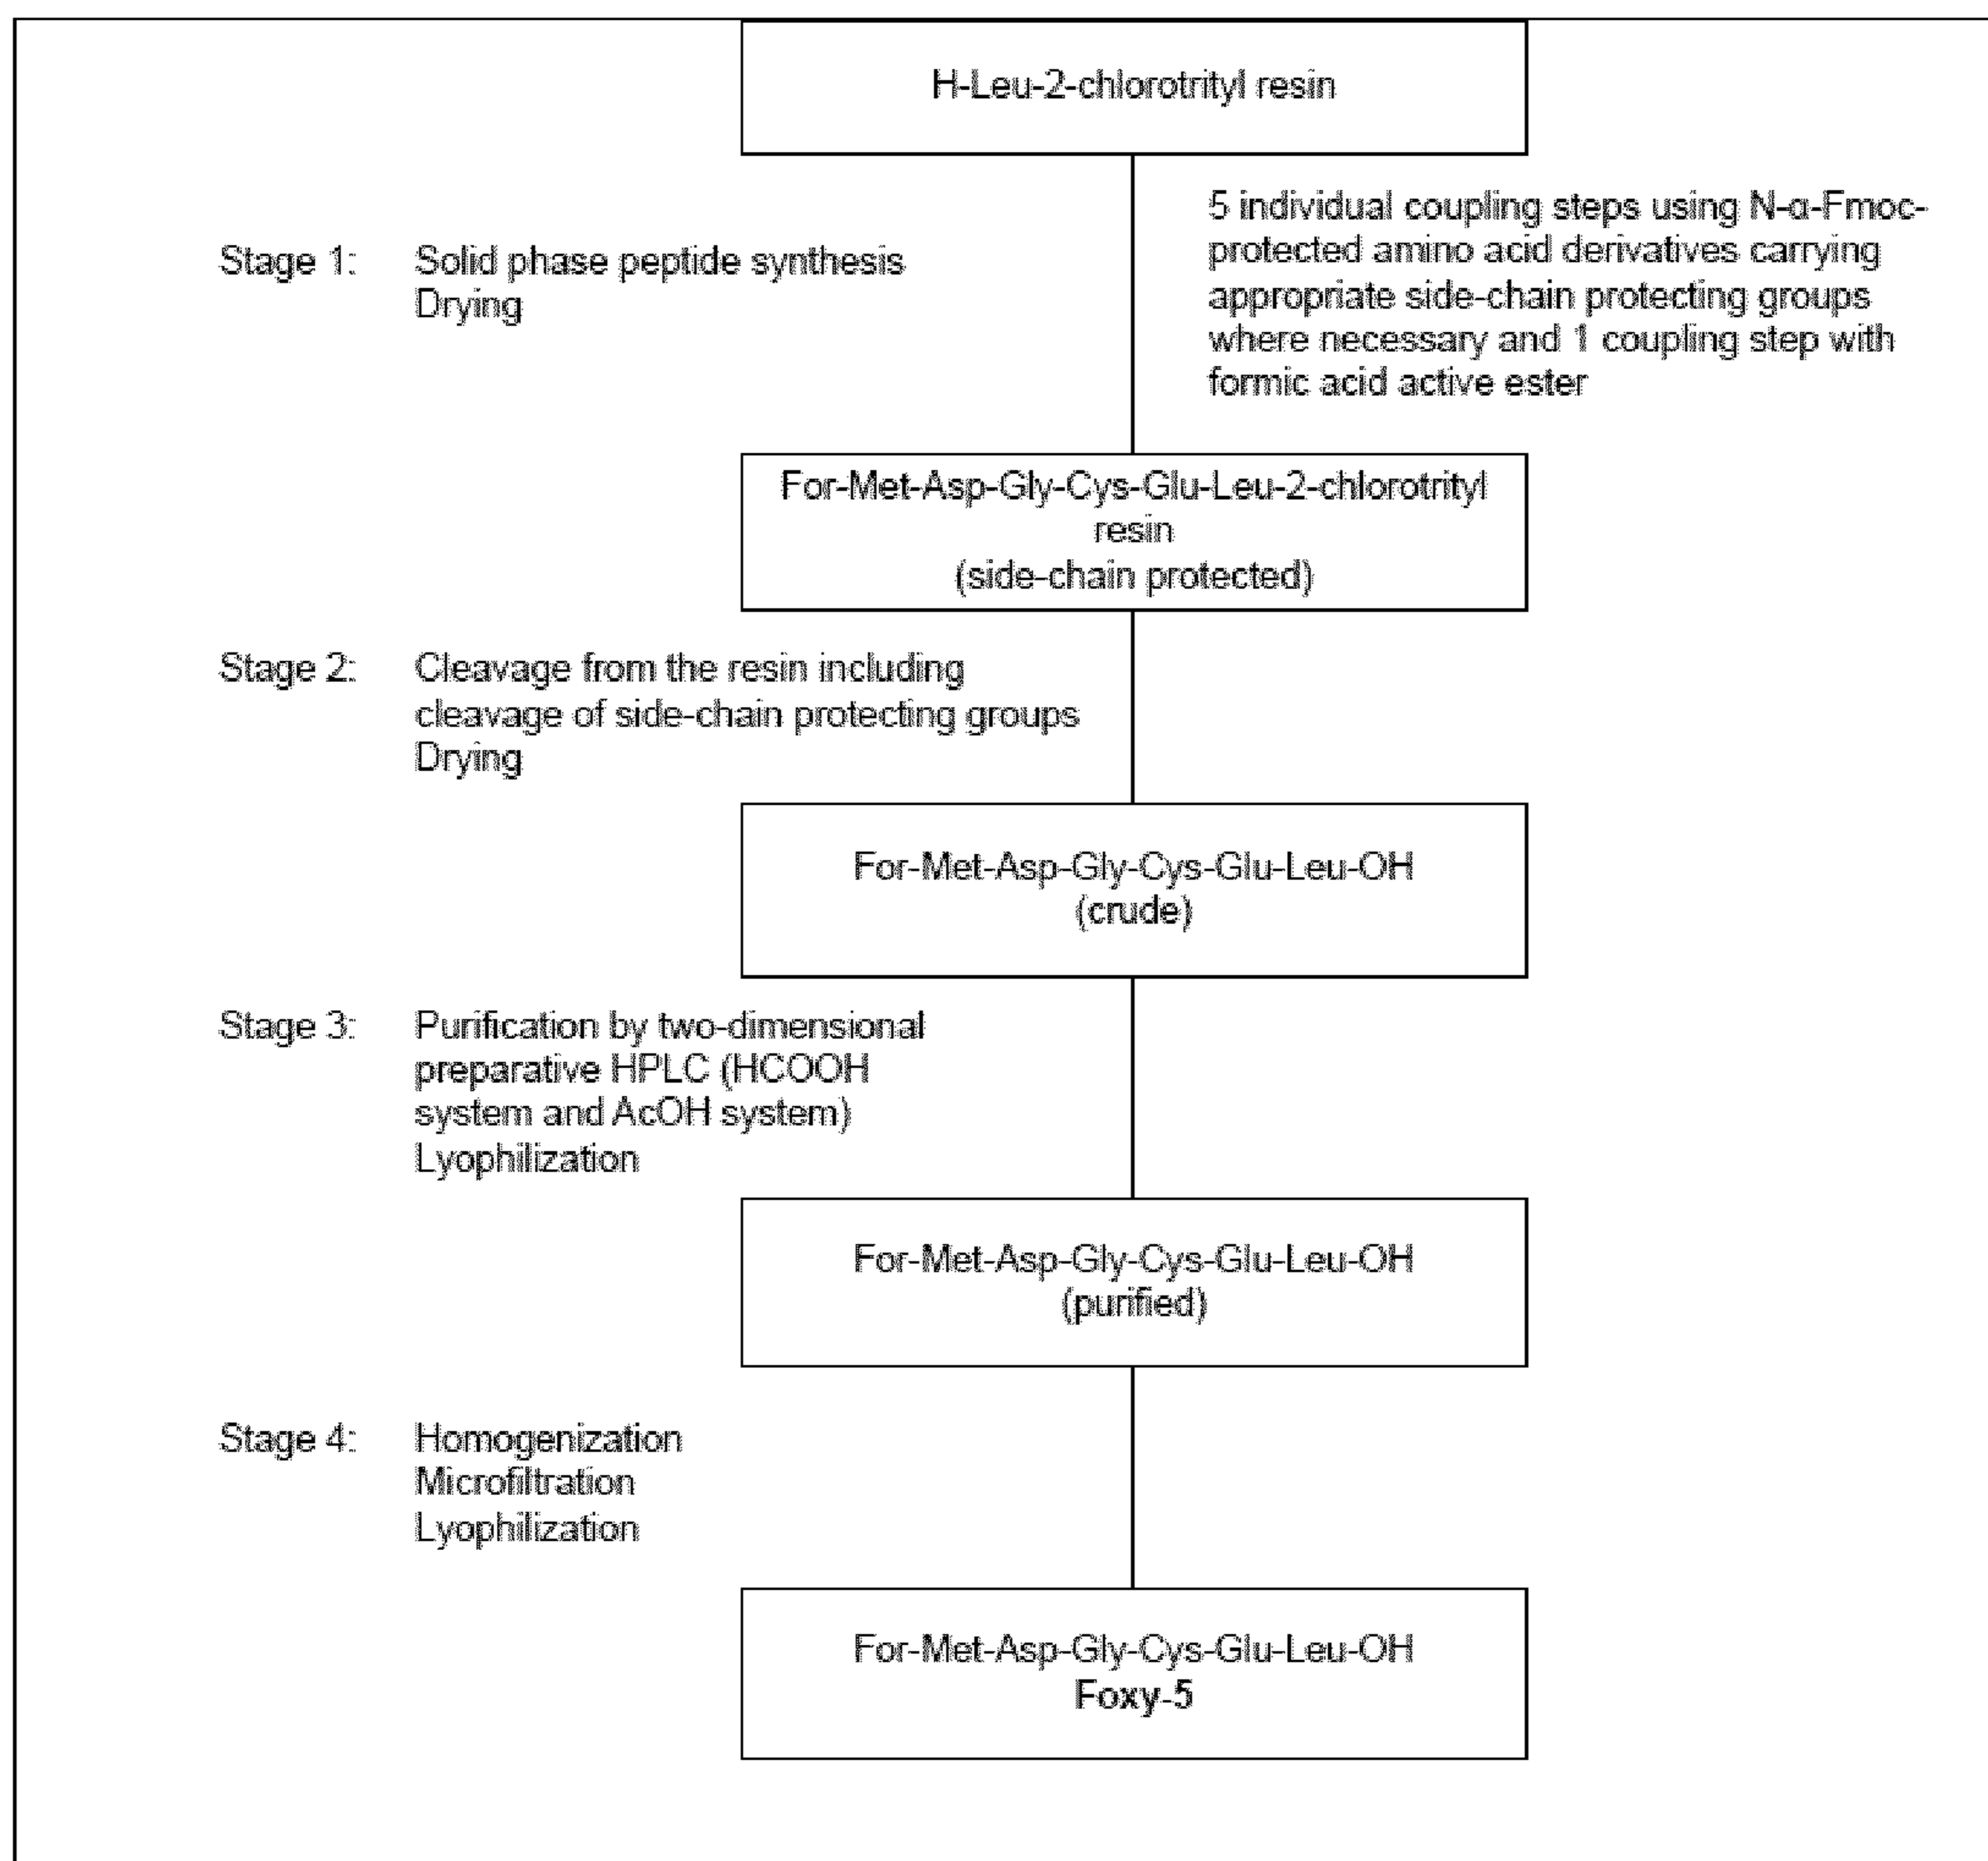 H-Leu-2-chlorotrityl resin
Stage 1: Solid phase peptide synthesis
Drying
5 individual coupling steps using N-α-Fmoc-
protected amino acid derivatives carrying
appropriate side-chain protecting groups
where necessary and 1 coupling step with
formic acid active ester
For-Met-Asp-Gly-Cys-Glu-Leu-2-chlorotrityl
resin
(side-chain protected)
Stage 2: Cleavage from the resin including
cleavage of side-chain protecting groups
Drying
For-Met-Asp-Gly-Cys-Glu-Leu-OH
(crude)
Stage 3: Purification by two-dimensional
preparative HPLC (HCOOH
system and AcOH system)
Lyophilization
For-Met-Asp-Gly-Cys-Glu-Leu-OH
(purified)
Stage 4: Homogenization
Microfiltration
Lyophilization
For-Met-Asp-Gly-Cys-Glu-Leu-OH
Foxy-5